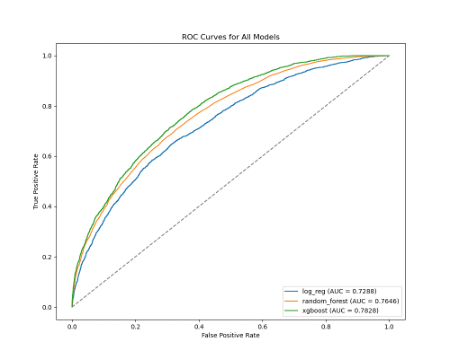 ROC Curves for All Models
True Positive Rate
1.0
0.8
0.6
0.4
0.2
0.0
log_reg (AUC = 0.7288)
random_forest (AUC = 0.7646)
xgboost (AUC = 0.7828)
0.0 0.2 0.4 0.6 0.8 1.0
False Positive Rate